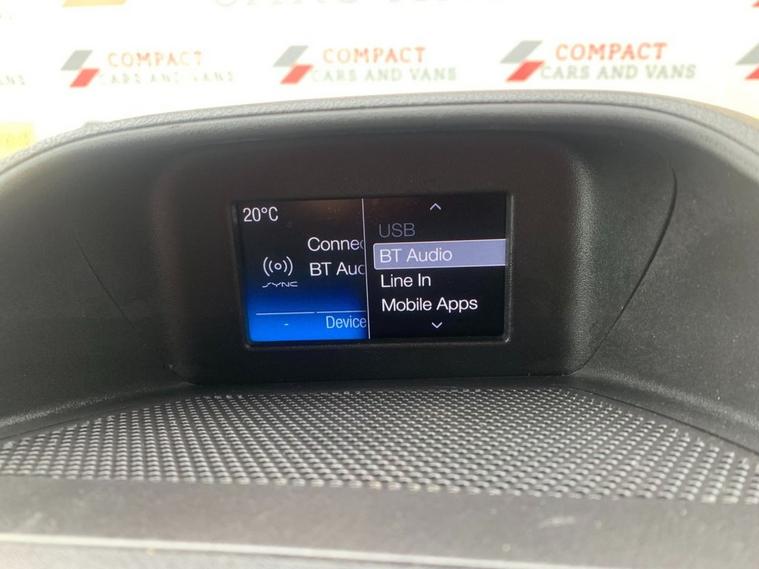 COMPACT
CARS AND VANS
COMPACT
CARS AND VANS
COMPACT
CARS AND VANS
20°C
Connec
BT Aud
SYNC
-
Device
USB
BT Audio
Line In
Mobile Apps